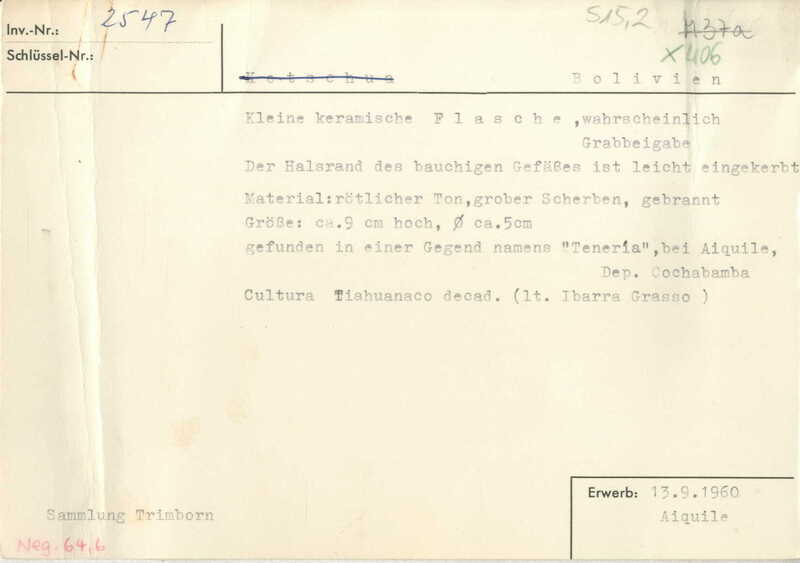 Inv.-Nr.: 2547
S15,2
H37a
Schlüssel-Nr.:
X 406
Ketschua Bolivien
Kleine keramische Flasche, wahrscheinlich
Grabbeigabe
Der Halsrand des bauchigen Gefäßes ist leicht eingekerbt
Material:rötlicher Ton,grober Scherben, gebrannt
Größe: ca.9 cm hoch, Ø ca.5cm
gefunden in einer Gegend namens "Tenería",bei Aiquile,
Dep. Cochabamba
Cultura Tiahuanaco decad. (lt. Ibarra Grasso )
Erwerb: 13.9.1960
Aiquile
Sammlung Trimborn
Neg. 64,6